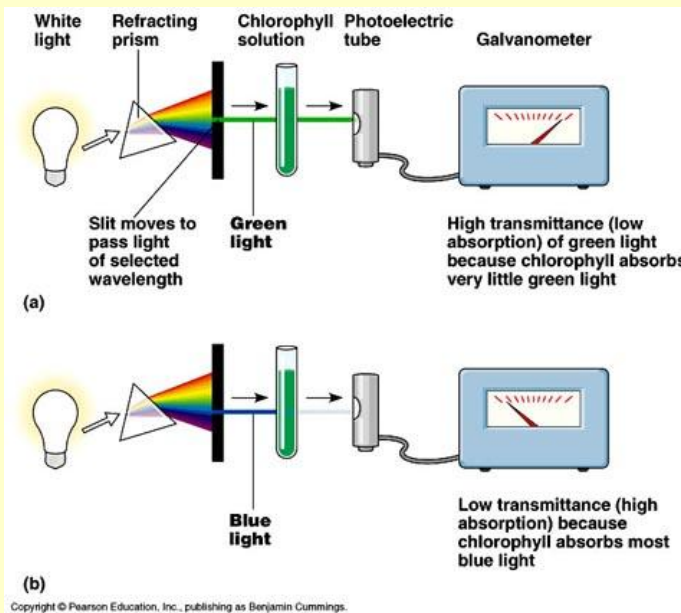 White
light
Refracting
prism
Chlorophyll
solution
Photoelectric
tube
Galvanometer
Slit moves to
pass light
of selected
wavelength
Green
light
High transmittance (low
absorption) of green light
because chlorophyll absorbs
very little green light
(a)
Blue
light
Low transmittance (high
absorption) because
chlorophyll absorbs most
blue light
(b)
Copyright © Pearson Education, Inc., publishing as Benjamin Cummings.